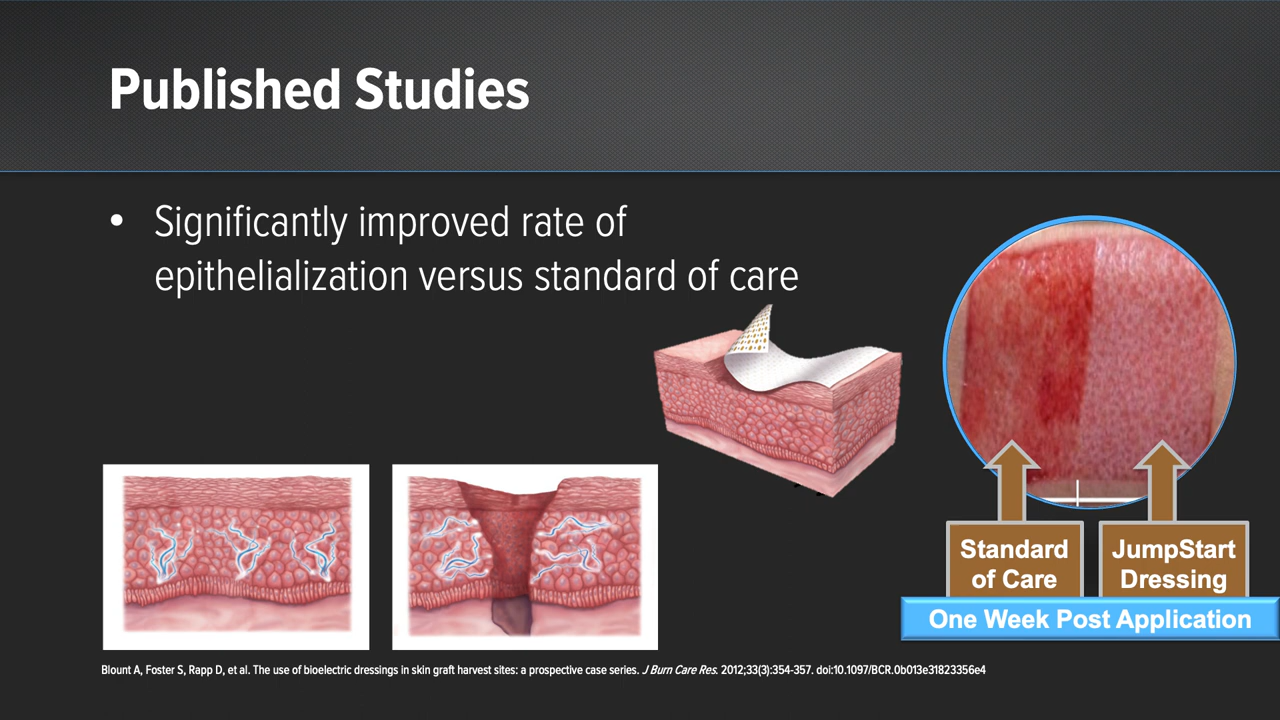 Published Studies
• Significantly improved rate of
epithelialization versus standard of care
Standard
of Care
JumpStart
Dressing
One Week Post Application
Blount A, Foster S, Rapp D, et al. The use of bioelectric dressings in skin graft harvest sites: a prospective case series. J Burn Care Res. 2012;33(3):354-357. doi:10.1097/BCR.0b013e31823356e4